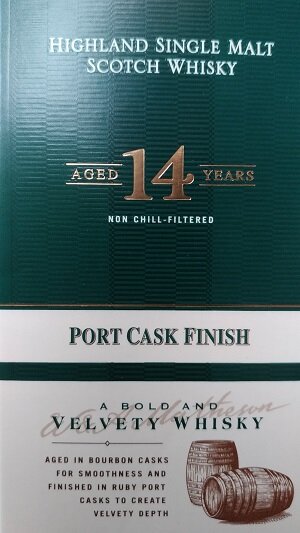 HIGHLAND SINGLE MALT
SCOTCH WHISKY
AGED 14 YEARS
NON CHILL-FILTERED
PORT CASK FINISH
A BOLD AND
VELVETY WHISKY
AGED IN BOURBON CASKS
FOR SMOOTHNESS AND
FINISHED IN RUBY PORT
CASKS TO CREATE
VELVETY DEPTH